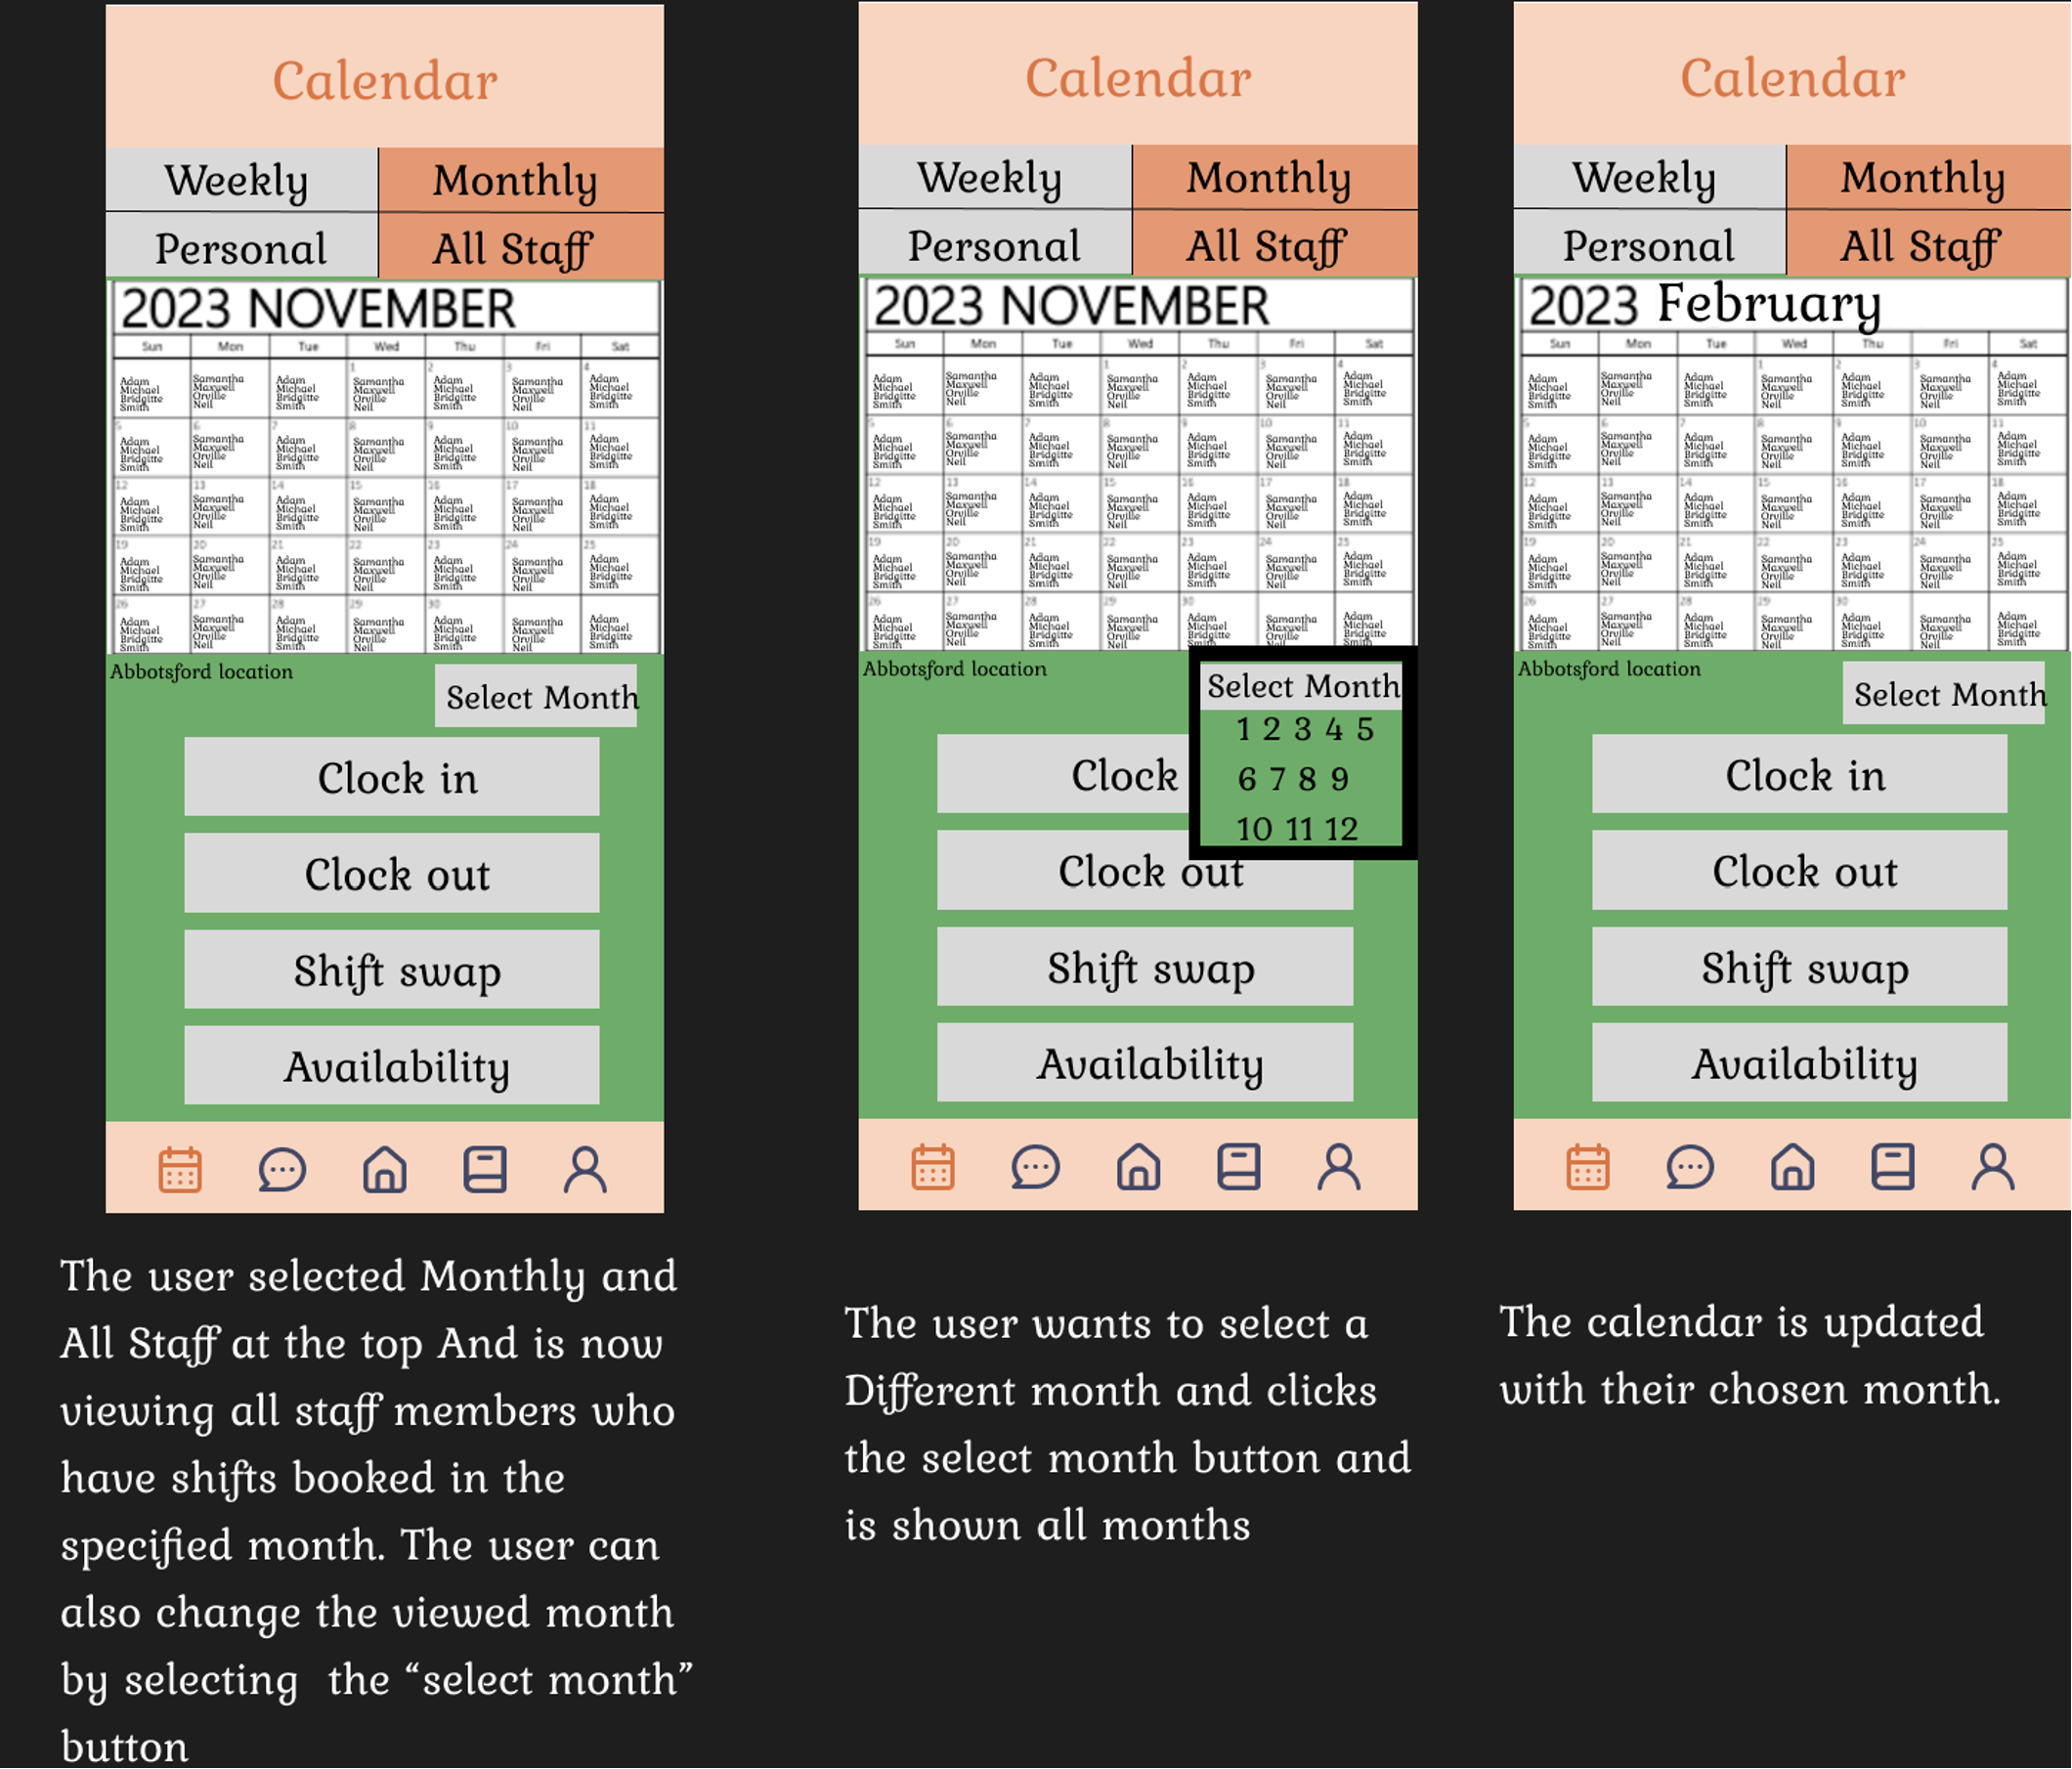 Calendar
Weekly Monthly
Personal All Staff
2023 NOVEMBER
Sun Mon Tue Wed Thu Fri Sat
1 2 3 4
Adam Samantha Adam Samantha Adam Samantha Adam
Michael Maxwell Michael Maxwell Michael Maxwell Michael
Bridgitte Orville Bridgitte Orville Bridgitte Orville Bridgitte
Smith Neil Smith Neil Smith Neil Smith
5 6 7 8 9 10 11
Adam Samantha Adam Samantha Adam Samantha Adam
Michael Maxwell Michael Maxwell Michael Maxwell Michael
Bridgitte Orville Bridgitte Orville Bridgitte Orville Bridgitte
Smith Neil Smith Neil Smith Neil Smith
12 13 14 15 16 17 18
Adam Samantha Adam Samantha Adam Samantha Adam
Michael Maxwell Michael Maxwell Michael Maxwell Michael
Bridgitte Orville Bridgitte Orville Bridgitte Orville Bridgitte
Smith Neil Smith Neil Smith Neil Smith
19 20 21 22 23 24 25
Adam Samantha Adam Samantha Adam Samantha Adam
Michael Maxwell Michael Maxwell Michael Maxwell Michael
Bridgitte Orville Bridgitte Orville Bridgitte Orville Bridgitte
Smith Neil Smith Neil Smith Neil Smith
26 27 28 29 30
Adam Samantha Adam Samantha Adam Samantha Adam
Michael Maxwell Michael Maxwell Michael Maxwell Michael
Bridgitte Orville Bridgitte Orville Bridgitte Orville Bridgitte
Smith Neil Smith Neil Smith Neil Smith
Abbotsford location
Select Month
Clock in
Clock out
Shift swap
Availability
The user selected Monthly and
All Staff at the top And is now
viewing all staff members who
have shifts booked in the
specified month. The user can
also change the viewed month
by selecting the “select month”
button
Calendar
Weekly Monthly
Personal All Staff
2023 NOVEMBER
Sun Mon Tue Wed Thu Fri Sat
1 2 3 4
Adam Samantha Adam Samantha Adam Samantha Adam
Michael Maxwell Michael Maxwell Michael Maxwell Michael
Bridgitte Orville Bridgitte Orville Bridgitte Orville Bridgitte
Smith Neil Smith Neil Smith Neil Smith
5 6 7 8 9 10 11
Adam Samantha Adam Samantha Adam Samantha Adam
Michael Maxwell Michael Maxwell Michael Maxwell Michael
Bridgitte Orville Bridgitte Orville Bridgitte Orville Bridgitte
Smith Neil Smith Neil Smith Neil Smith
12 13 14 15 16 17 18
Adam Samantha Adam Samantha Adam Samantha Adam
Michael Maxwell Michael Maxwell Michael Maxwell Michael
Bridgitte Orville Bridgitte Orville Bridgitte Orville Bridgitte
Smith Neil Smith Neil Smith Neil Smith
19 20 21 22 23 24 25
Adam Samantha Adam Samantha Adam Samantha Adam
Michael Maxwell Michael Maxwell Michael Maxwell Michael
Bridgitte Orville Bridgitte Orville Bridgitte Orville Bridgitte
Smith Neil Smith Neil Smith Neil Smith
26 27 28 29 30
Adam Samantha Adam Samantha Adam Samantha Adam
Michael Maxwell Michael Maxwell Michael Maxwell Michael
Bridgitte Orville Bridgitte Orville Bridgitte Orville Bridgitte
Smith Neil Smith Neil Smith Neil Smith
Abbotsford location
Select Month
1 2 3 4 5
6 7 8 9
10 11 12
Clock
Clock out
Shift swap
Availability
The user wants to select a
Different month and clicks
the select month button and
is shown all months
Calendar
Weekly Monthly
Personal All Staff
2023 February
Sun Mon Tue Wed Thu Fri Sat
1 2 3 4
Adam Samantha Adam Samantha Adam Samantha Adam
Michael Maxwell Michael Maxwell Michael Maxwell Michael
Bridgitte Orville Bridgitte Orville Bridgitte Orville Bridgitte
Smith Neil Smith Neil Smith Neil Smith
5 6 7 8 9 10 11
Adam Samantha Adam Samantha Adam Samantha Adam
Michael Maxwell Michael Maxwell Michael Maxwell Michael
Bridgitte Orville Bridgitte Orville Bridgitte Orville Bridgitte
Smith Neil Smith Neil Smith Neil Smith
12 13 14 15 16 17 18
Adam Samantha Adam Samantha Adam Samantha Adam
Michael Maxwell Michael Maxwell Michael Maxwell Michael
Bridgitte Orville Bridgitte Orville Bridgitte Orville Bridgitte
Smith Neil Smith Neil Smith Neil Smith
19 20 21 22 23 24 25
Adam Samantha Adam Samantha Adam Samantha Adam
Michael Maxwell Michael Maxwell Michael Maxwell Michael
Bridgitte Orville Bridgitte Orville Bridgitte Orville Bridgitte
Smith Neil Smith Neil Smith Neil Smith
26 27 28 29 30
Adam Samantha Adam Samantha Adam Samantha Adam
Michael Maxwell Michael Maxwell Michael Maxwell Michael
Bridgitte Orville Bridgitte Orville Bridgitte Orville Bridgitte
Smith Neil Smith Neil Smith Neil Smith
Abbotsford location
Select Month
Clock in
Clock out
Shift swap
Availability
The calendar is updated
with their chosen month.